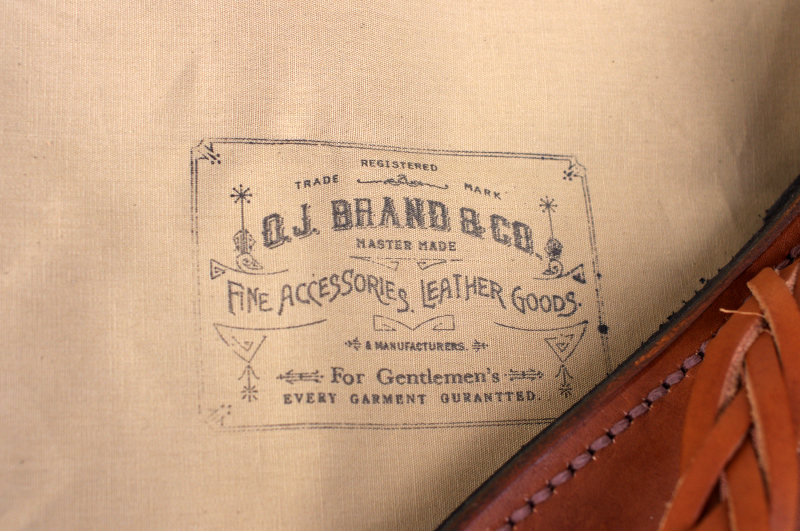 REGISTERED
TRADE MARK
O.J. BRAND & CO.
MASTER MADE
FINE ACCESSORIES. LEATHER GOODS.
& MANUFACTURERS.
For Gentlemen's
EVERY GARMENT GURANTTED.